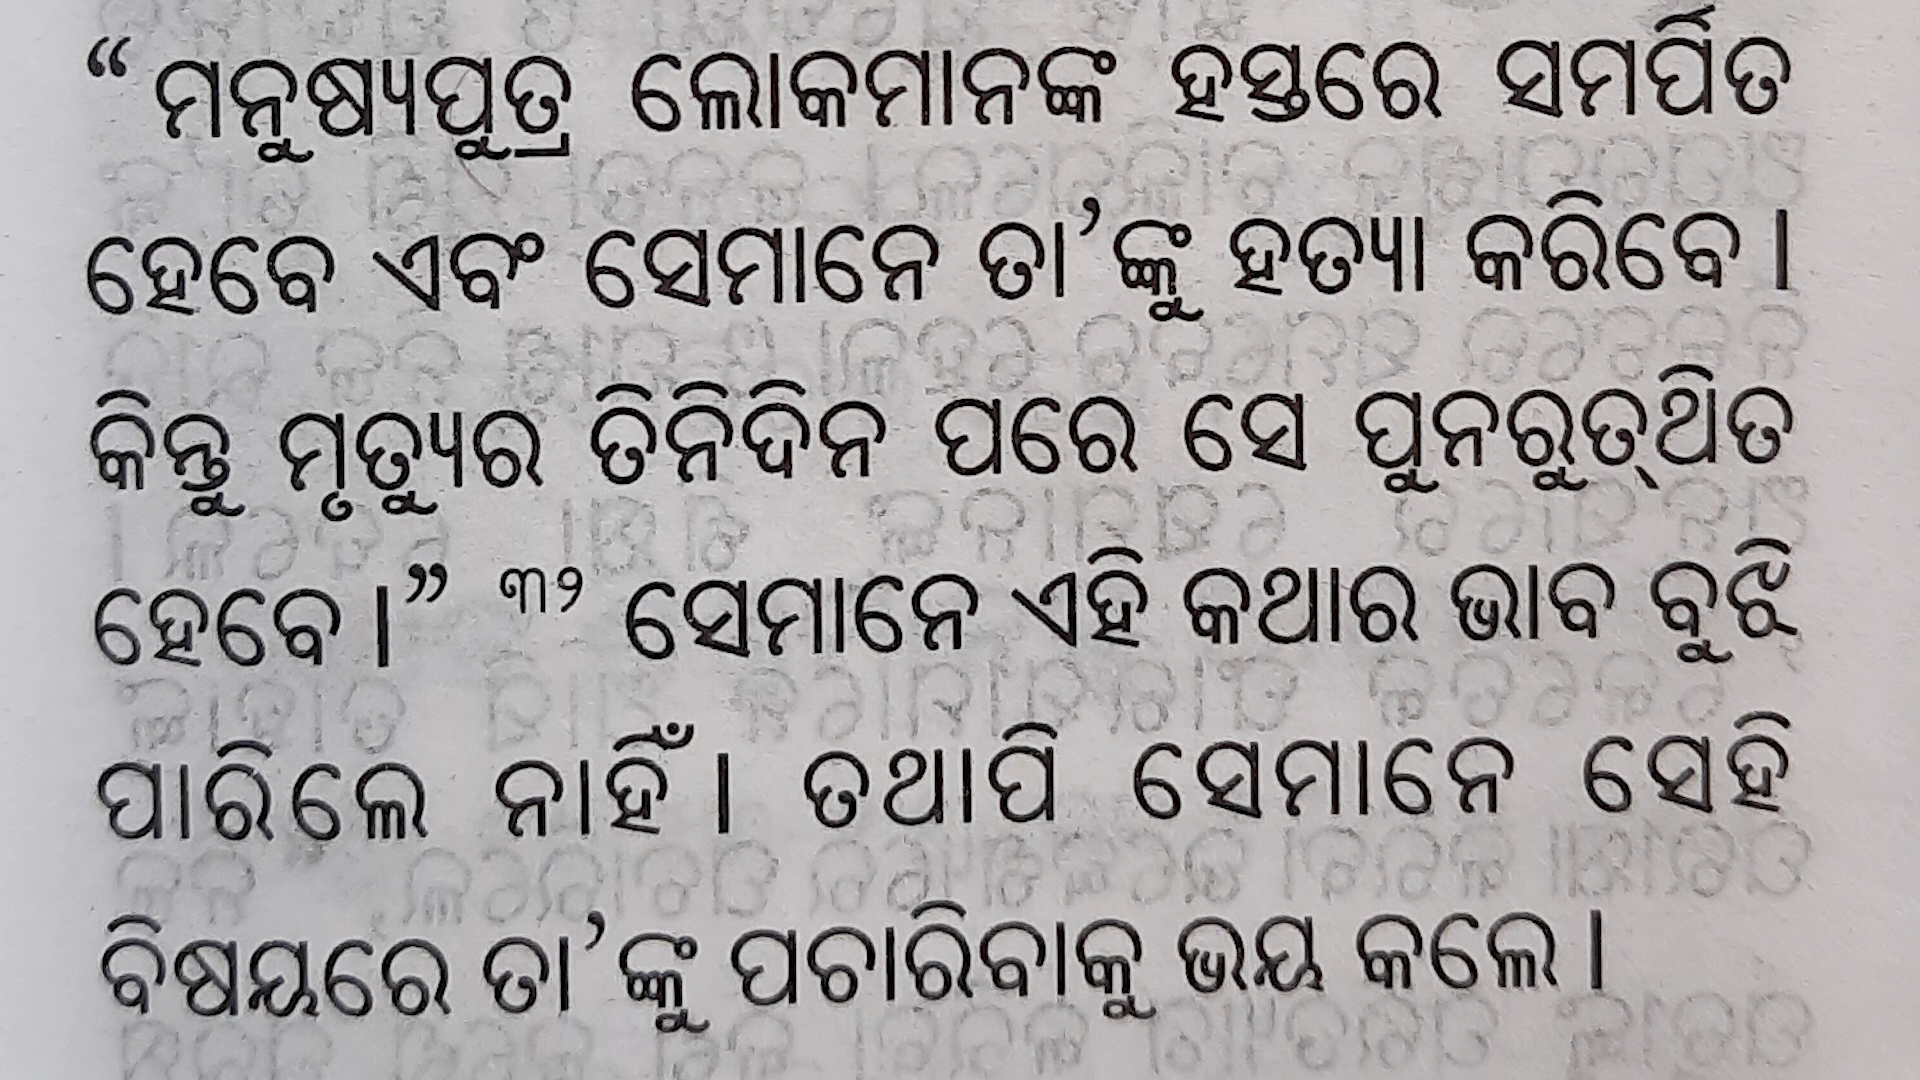 “ ମନୁଷ୍ୟପୁତ୍ର ଲୋକମାନଙ୍କ ହସ୍ତରେ ସମର୍ପିତ
ହେବେ ଏବଂ ସେମାନେ ତା’ଙ୍କୁ ହତ୍ୟା କରିବେ ।
କିନ୍ତୁ ମୃତ୍ୟୁର ତିନିଦିନ ପରେ ସେ ପୁନରୁତ୍‌ଥିତ
ହେବେ ।” ୩୨ ସେମାନେ ଏହି କଥାର ଭାବ ବୁଝି
ପାରିଲେ ନାହିଁ । ତଥାପି ସେମାନେ ସେହି
ବିଷୟରେ ତା’ଙ୍କୁ ପଚାରିବାକୁ ଭୟ କଲେ ।